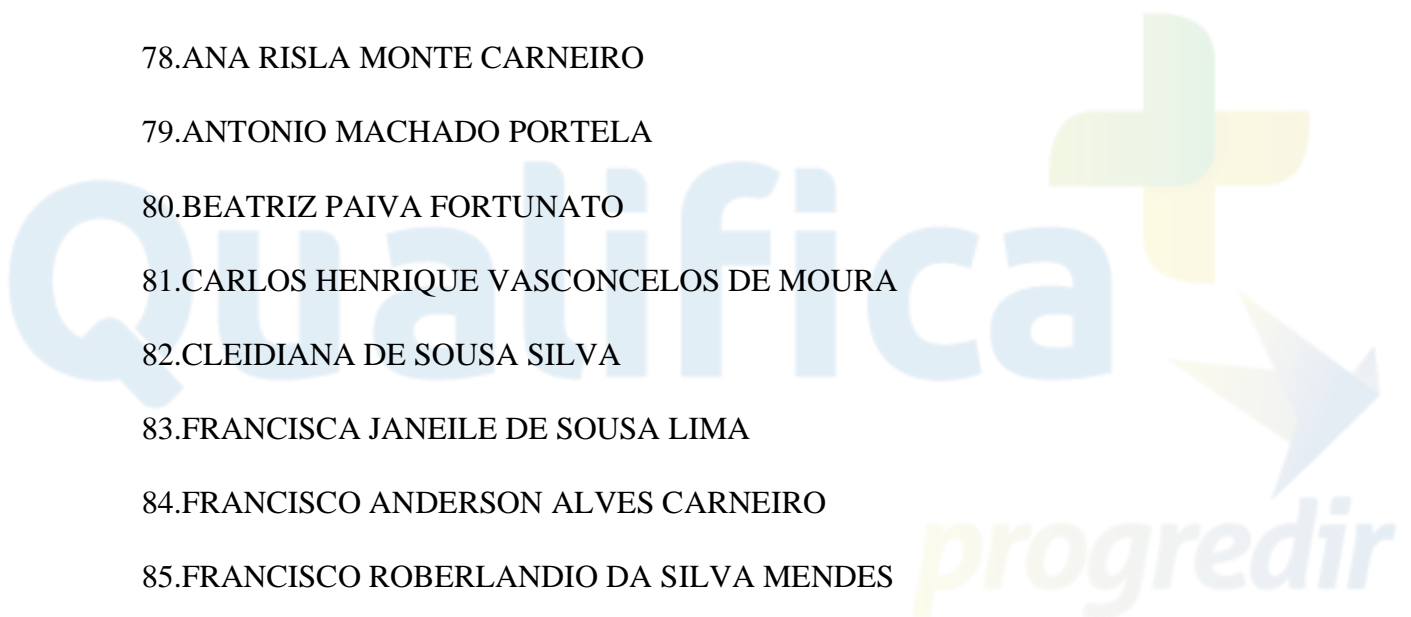 78.ANA RISLA MONTE CARNEIRO
79.ANTONIO MACHADO PORTELA
80.BEATRIZ PAIVA FORTUNATO
81.CARLOS HENRIQUE VASCONCELOS DE MOURA
82.CLEIDIANA DE SOUSA SILVA
83.FRANCISCA JANEILE DE SOUSA LIMA
84.FRANCISCO ANDERSON ALVES CARNEIRO
85.FRANCISCO ROBERLANDIO DA SILVA MENDES
Qualifica
progredir